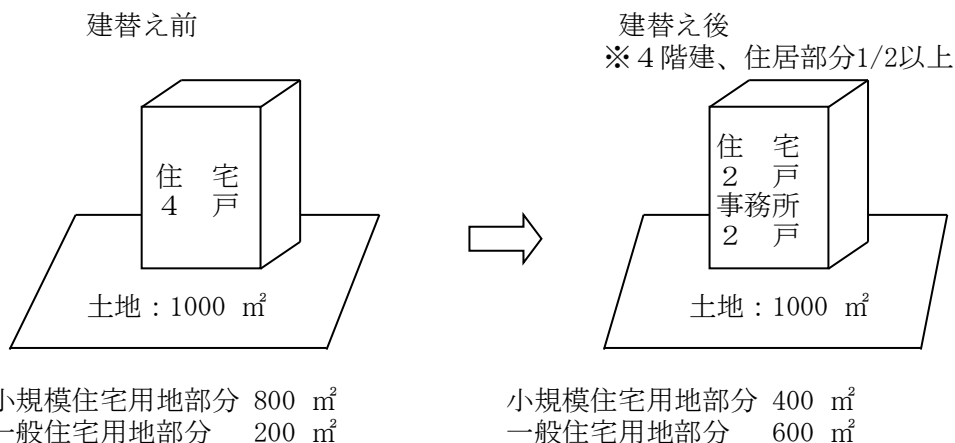 建替え前
住 宅
4 戸
土地：1000 ㎡
小規模住宅用地部分 800 ㎡
一般住宅用地部分 200 ㎡
建替え後
※４階建、住居部分1/2以上
住 宅
２ 戸
事務所
２ 戸
土地：1000 ㎡
小規模住宅用地部分 400 ㎡
一般住宅用地部分 600 ㎡